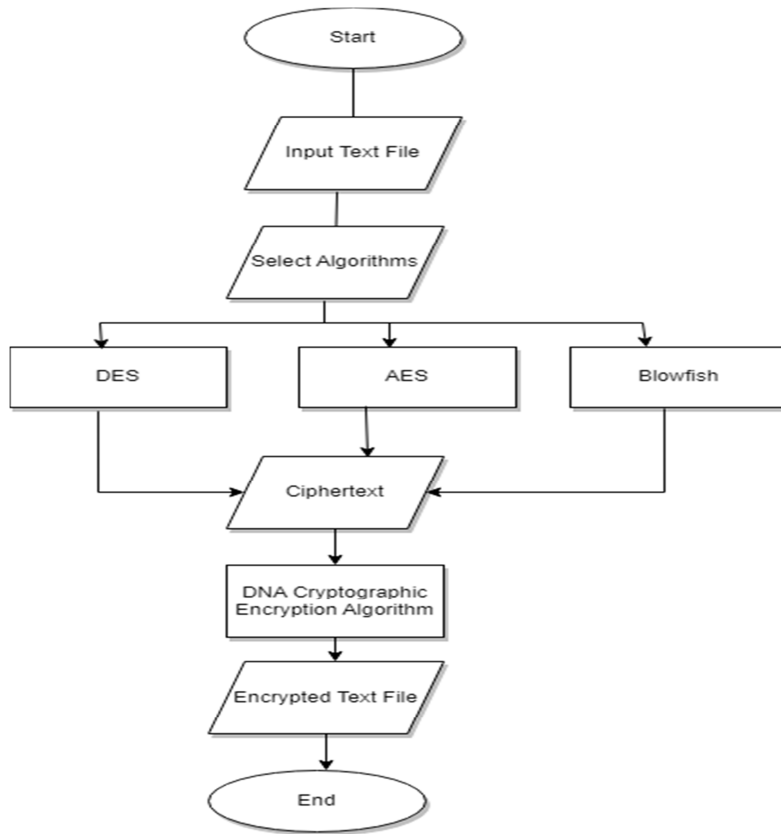 Start
Input Text File
Select Algorithms
DES
AES
Blowfish
Ciphertext
DNA Cryptographic
Encryption Algorithm
Encrypted Text File
End